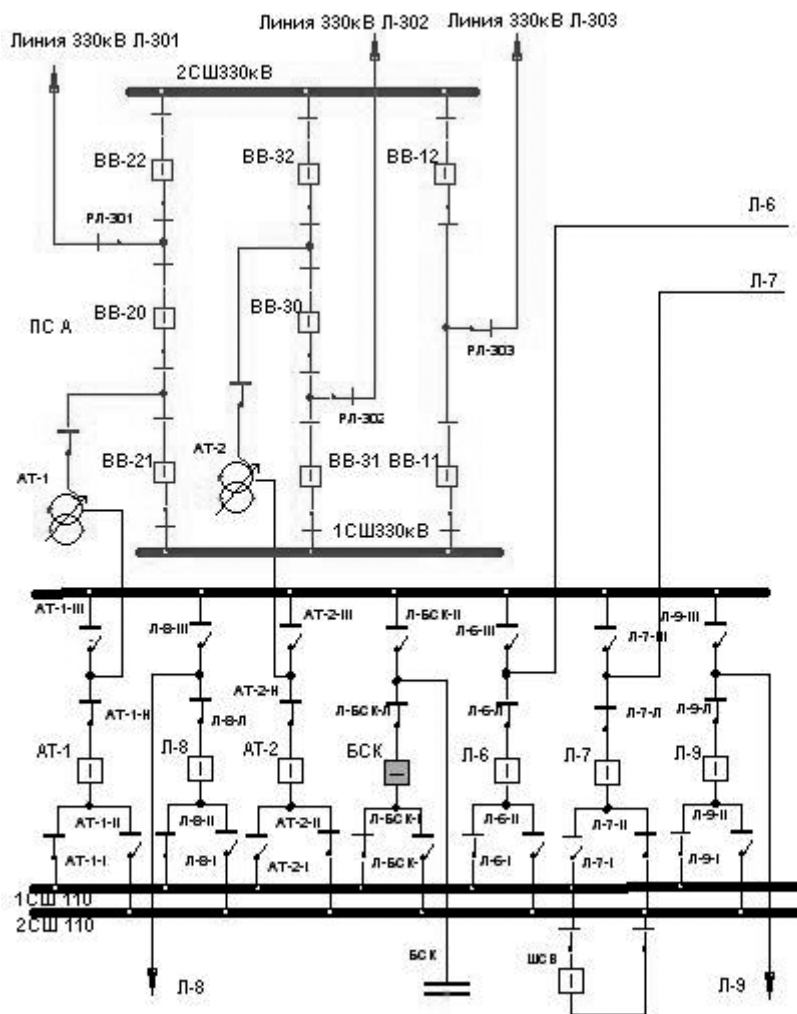 Линия 330кВ Л-301
Линия 330кВ Л-302
Линия 330кВ Л-303
2СШ330кВ
ВВ-22
ВВ-32
ВВ-12
РЛ-301
Л-6
Л-7
ПС А
ВВ-20
ВВ-30
РЛ-303
РЛ-302
АТ-1
АТ-2
ВВ-21
ВВ-31
ВВ-11
1СШ330кВ
АТ-1-III
Л-8-III
АТ-2-III
Л-БСК-II
Л-6-III
Л-7-III
Л-9-III
АТ-1-Н
Л-8-Л
АТ-2-Н
Л-БСК-Л
Л-6-Л
Л-7-Л
Л-9-Л
АТ-1
Л-8
АТ-2
БСК
Л-6
Л-7
Л-9
АТ-1-II
Л-8-II
АТ-2-II
Л-БСК-I
Л-6-II
Л-7-II
Л-9-II
АТ-1-I
Л-8-I
АТ-2-I
Л-БСК-
Л-6-I
Л-7-I
Л-9-I
1СШ 110
2СШ 110
БСК
ШСВ
Л-8
Л-9